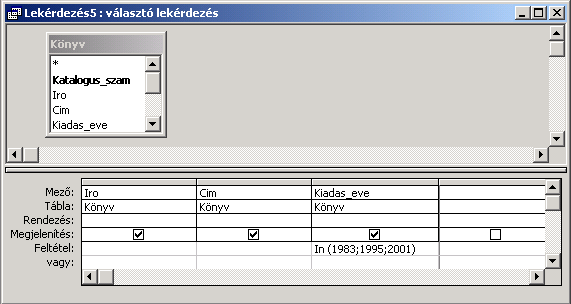 Lekérdezés5 : választó lekérdezés
Könyv
*
Katalogus_szam
Iro
Cim
Kiadas_eve
Mező: Iro Cim Kiadas_eve
Tábla: Könyv Könyv Könyv
Rendezés:
Megjelenítés:
Feltétel: In (1983;1995;2001)
vagy: